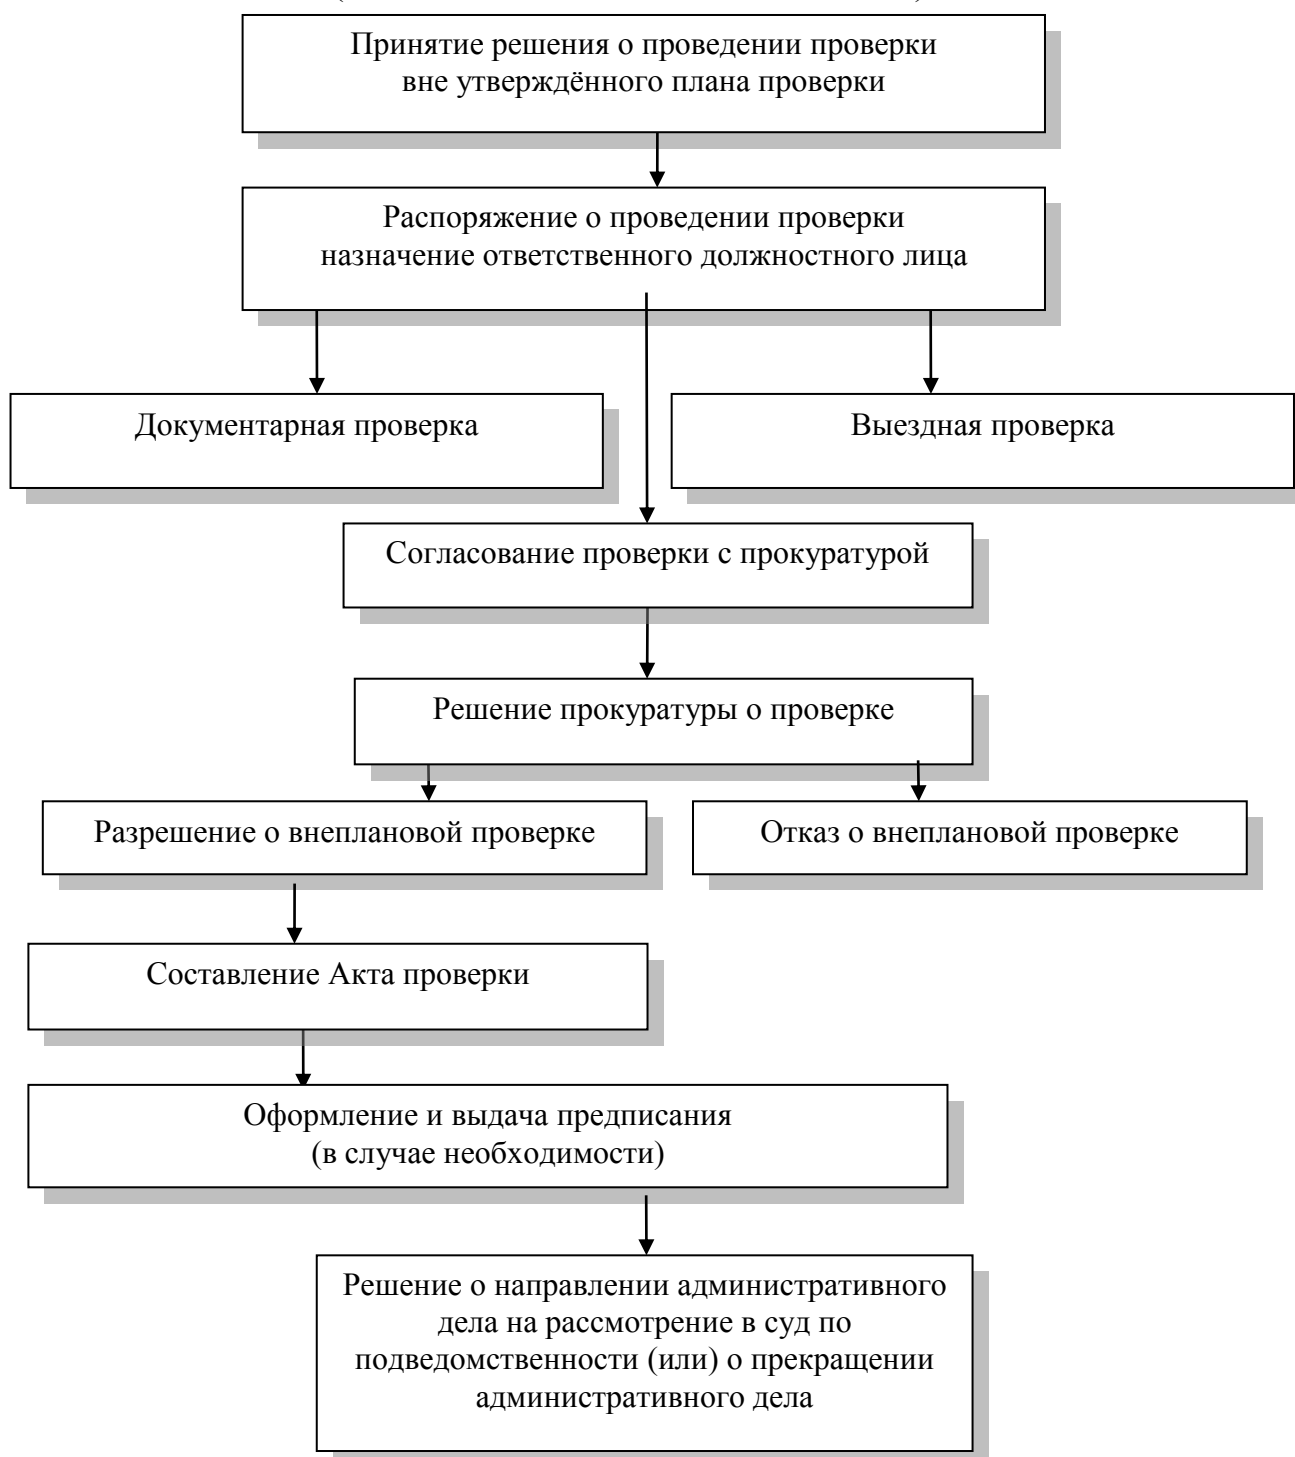 Принятие решения о проведении проверки
вне утверждённого плана проверки
Распоряжение о проведении проверки
назначение ответственного должностного лица
Документарная проверка
Выездная проверка
Согласование проверки с прокуратурой
Решение прокуратуры о проверке
Разрешение о внеплановой проверке
Отказ о внеплановой проверке
Составление Акта проверки
Оформление и выдача предписания
(в случае необходимости)
Решение о направлении административного
дела на рассмотрение в суд по
подведомственности (или) о прекращении
административного дела